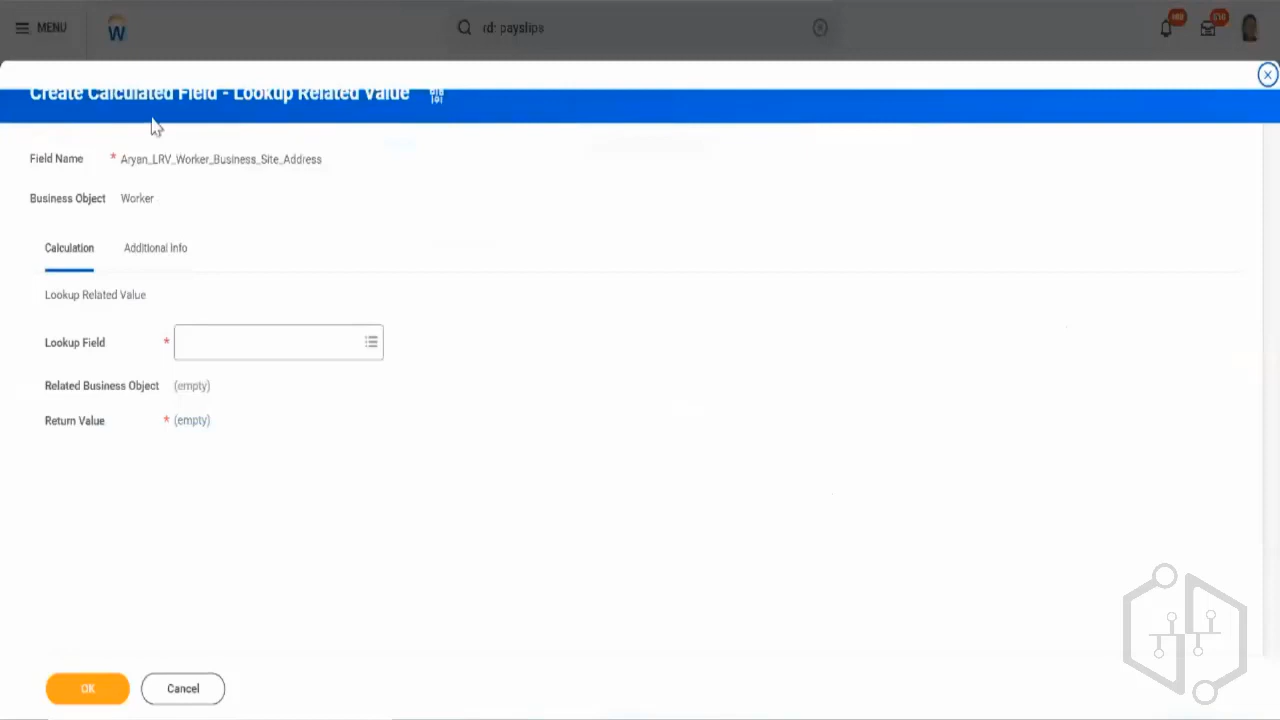 MENU
rd: payslips
Create Calculated Field - Lookup Related Value
Field Name * Aryan_LRV_Worker_Business_Site_Address
Business Object Worker
Calculation Additional Info
Lookup Related Value
Lookup Field *
Related Business Object (empty)
Return Value * (empty)
OK Cancel